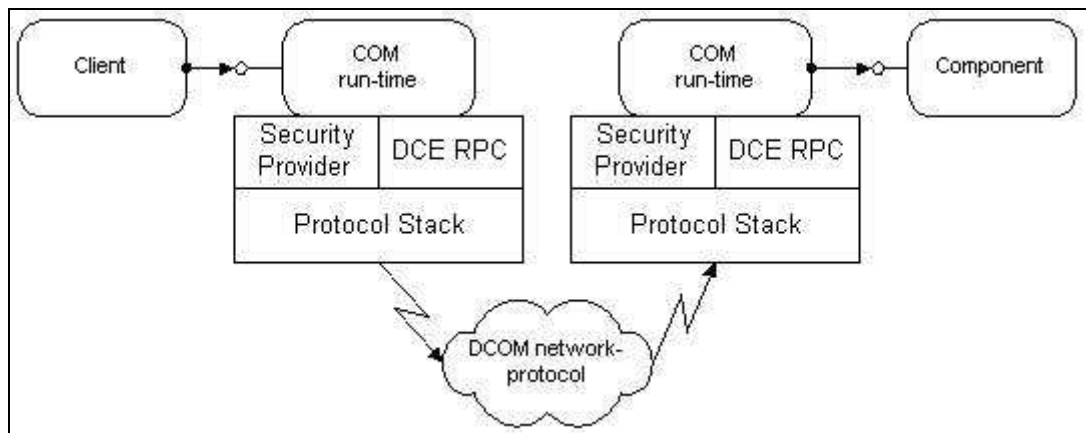 Client
COM
run-time
COM
run-time
Component
Security
Provider
DCE RPC
Security
Provider
DCE RPC
Protocol Stack
Protocol Stack
DCOM network-
protocol